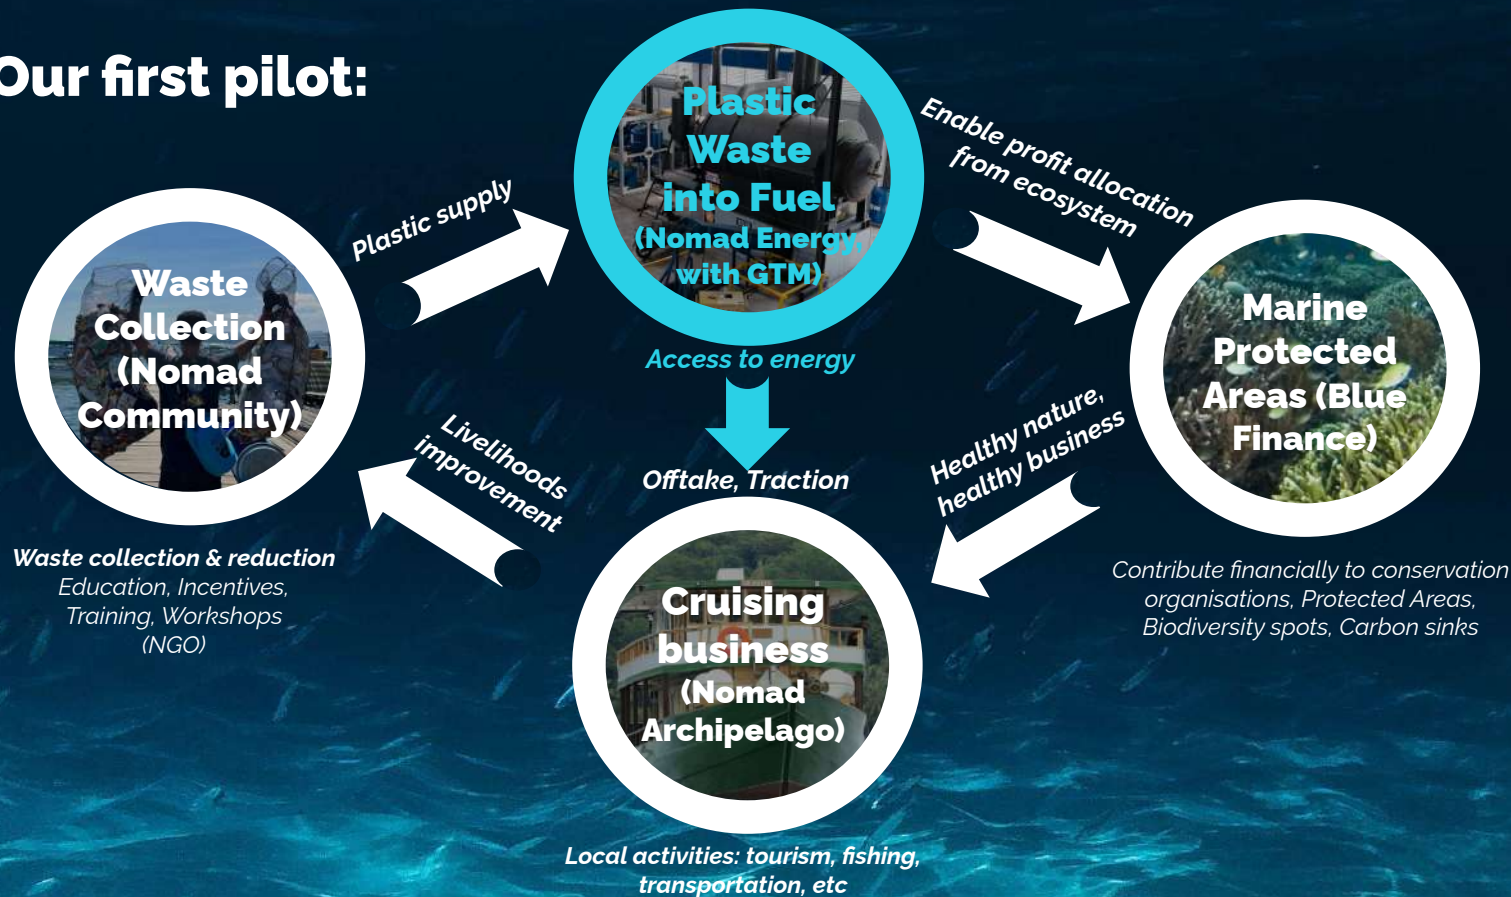 Our first pilot:
Plastic
Waste
into Fuel
(Nomad Energy,
with GTM)
Enable profit allocation
from ecosystem
Plastic supply
Waste
Collection
(Nomad
Community)
Marine
Protected
Areas (Blue
Finance)
Access to energy
Livelihoods
improvement
Healthy nature,
healthy business
Offtake, Traction
Waste collection & reduction
Education, Incentives,
Training, Workshops
(NGO)
Cruising
business
(Nomad
Archipelago)
Contribute financially to conservation
organisations, Protected Areas,
Biodiversity spots, Carbon sinks
Local activities: tourism, fishing,
transportation, etc